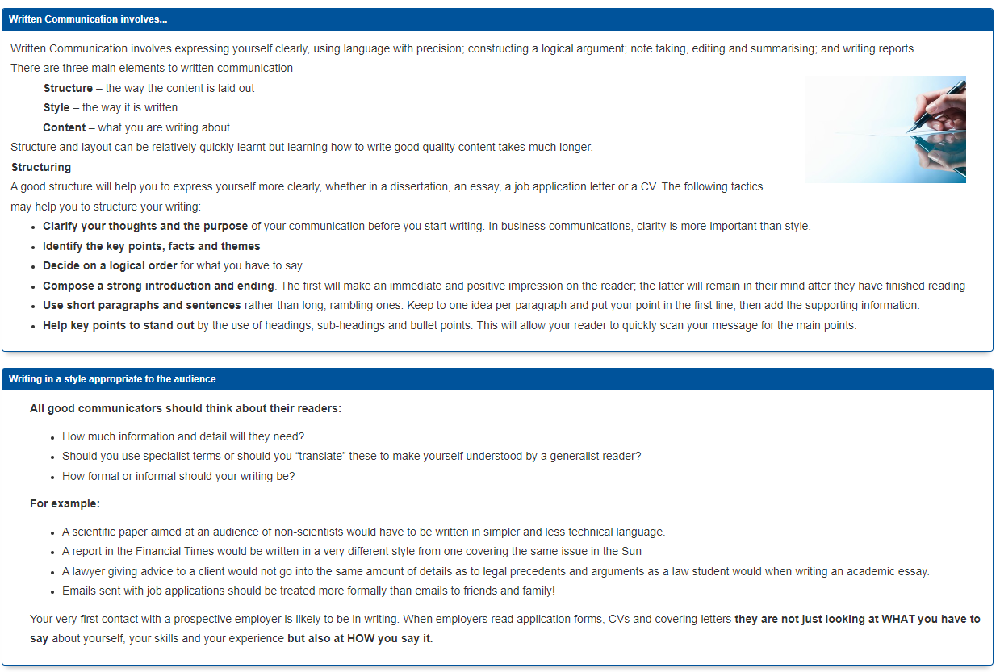 Written Communication involves...
Written Communication involves expressing yourself clearly, using language with precision; constructing a logical argument; note taking, editing and summarising; and writing reports.
There are three main elements to written communication
Structure – the way the content is laid out
Style – the way it is written
Content – what you are writing about
Structure and layout can be relatively quickly learnt but learning how to write good quality content takes much longer.
Structuring
A good structure will help you to express yourself more clearly, whether in a dissertation, an essay, a job application letter or a CV. The following tactics
may help you to structure your writing:
• Clarify your thoughts and the purpose of your communication before you start writing. In business communications, clarity is more important than style.
• Identify the key points, facts and themes
• Decide on a logical order for what you have to say
• Compose a strong introduction and ending. The first will make an immediate and positive impression on the reader; the latter will remain in their mind after they have finished reading
• Use short paragraphs and sentences rather than long, rambling ones. Keep to one idea per paragraph and put your point in the first line, then add the supporting information.
• Help key points to stand out by the use of headings, sub-headings and bullet points. This will allow your reader to quickly scan your message for the main points.
Writing in a style appropriate to the audience
All good communicators should think about their readers:
• How much information and detail will they need?
• Should you use specialist terms or should you “translate” these to make yourself understood by a generalist reader?
• How formal or informal should your writing be?
For example:
• A scientific paper aimed at an audience of non-scientists would have to be written in simpler and less technical language.
• A report in the Financial Times would be written in a very different style from one covering the same issue in the Sun
• A lawyer giving advice to a client would not go into the same amount of details as to legal precedents and arguments as a law student would when writing an academic essay.
• Emails sent with job applications should be treated more formally than emails to friends and family!
Your very first contact with a prospective employer is likely to be in writing. When employers read application forms, CVs and covering letters they are not just looking at WHAT you have to
say about yourself, your skills and your experience but also at HOW you say it.